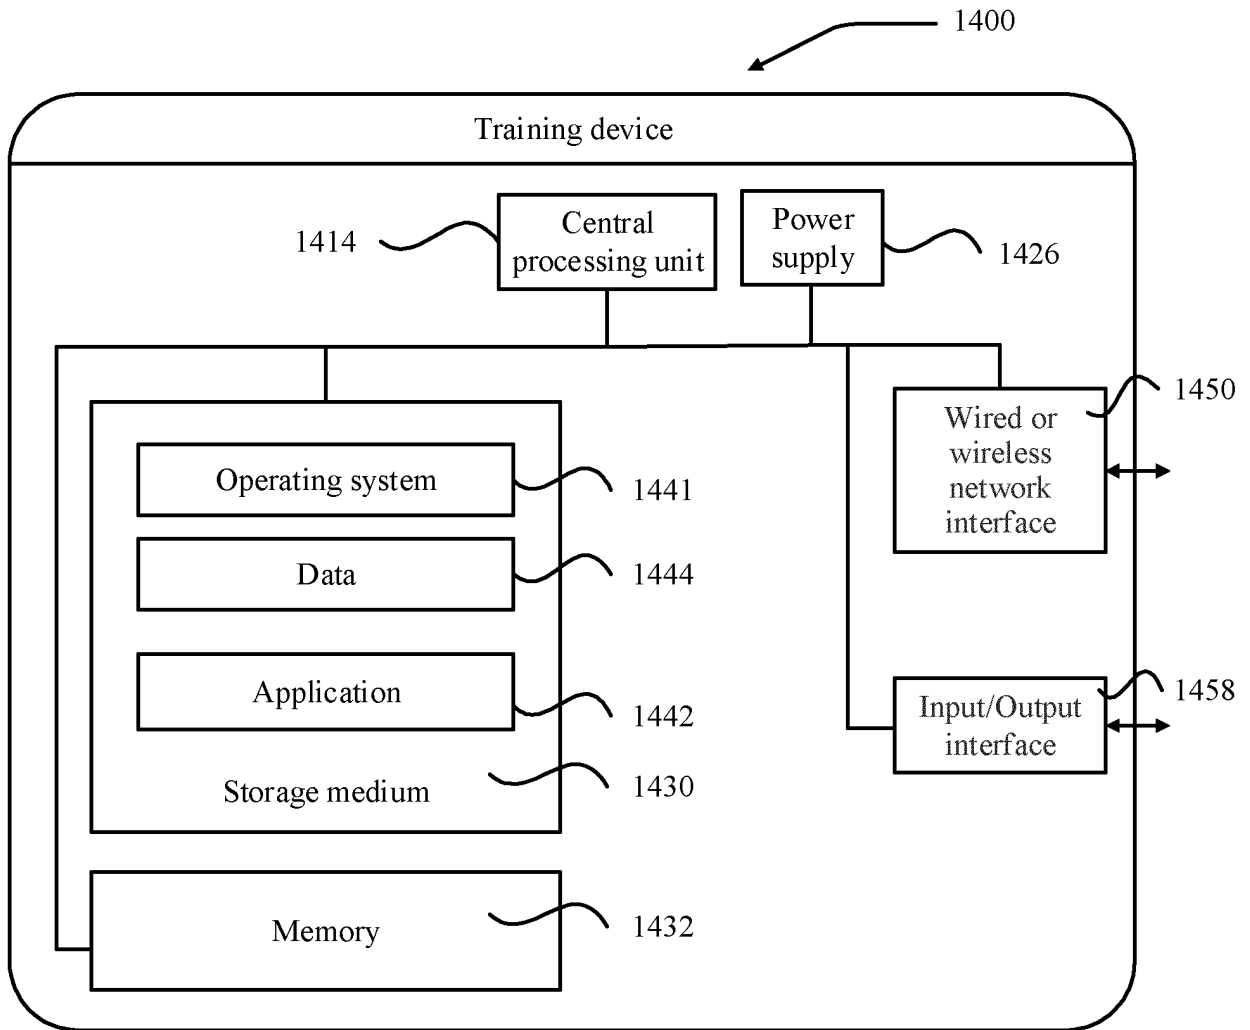 1400
Training device
1414
Central
processing unit
Power
supply
1426
1450
Wired or
wireless
network
interface
Operating system
1441
Data
1444
Application
1442
1458
Input/Output
interface
Storage medium
1430
Memory
1432